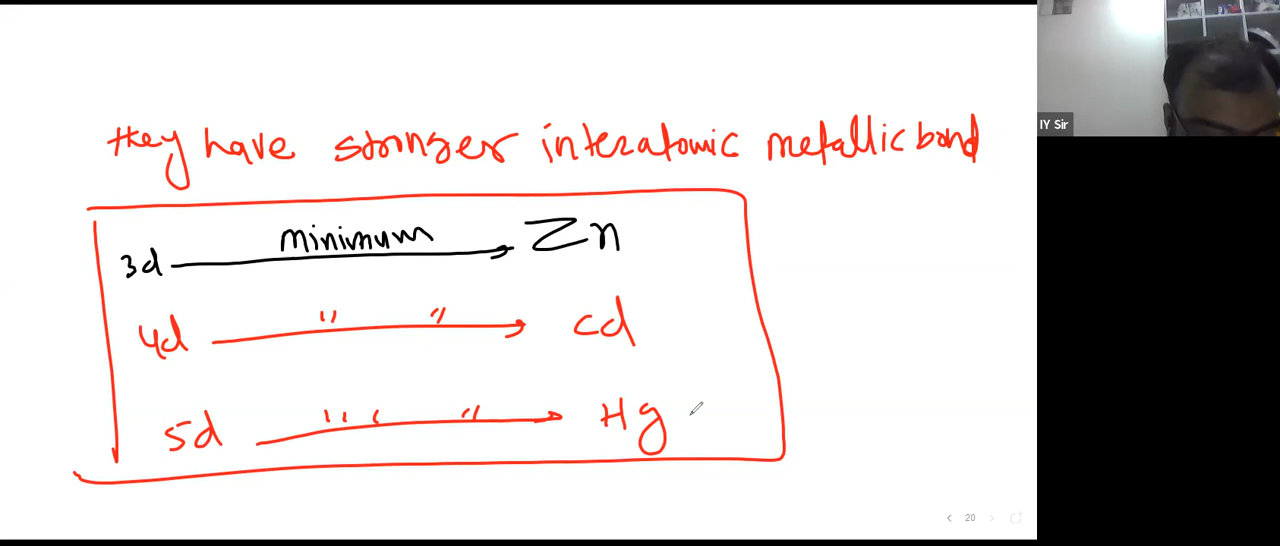 they have stronger interatomic metallic bond
3d minimum → Zn
4d " " → cd
5d " " → Hg
IY Sir
20